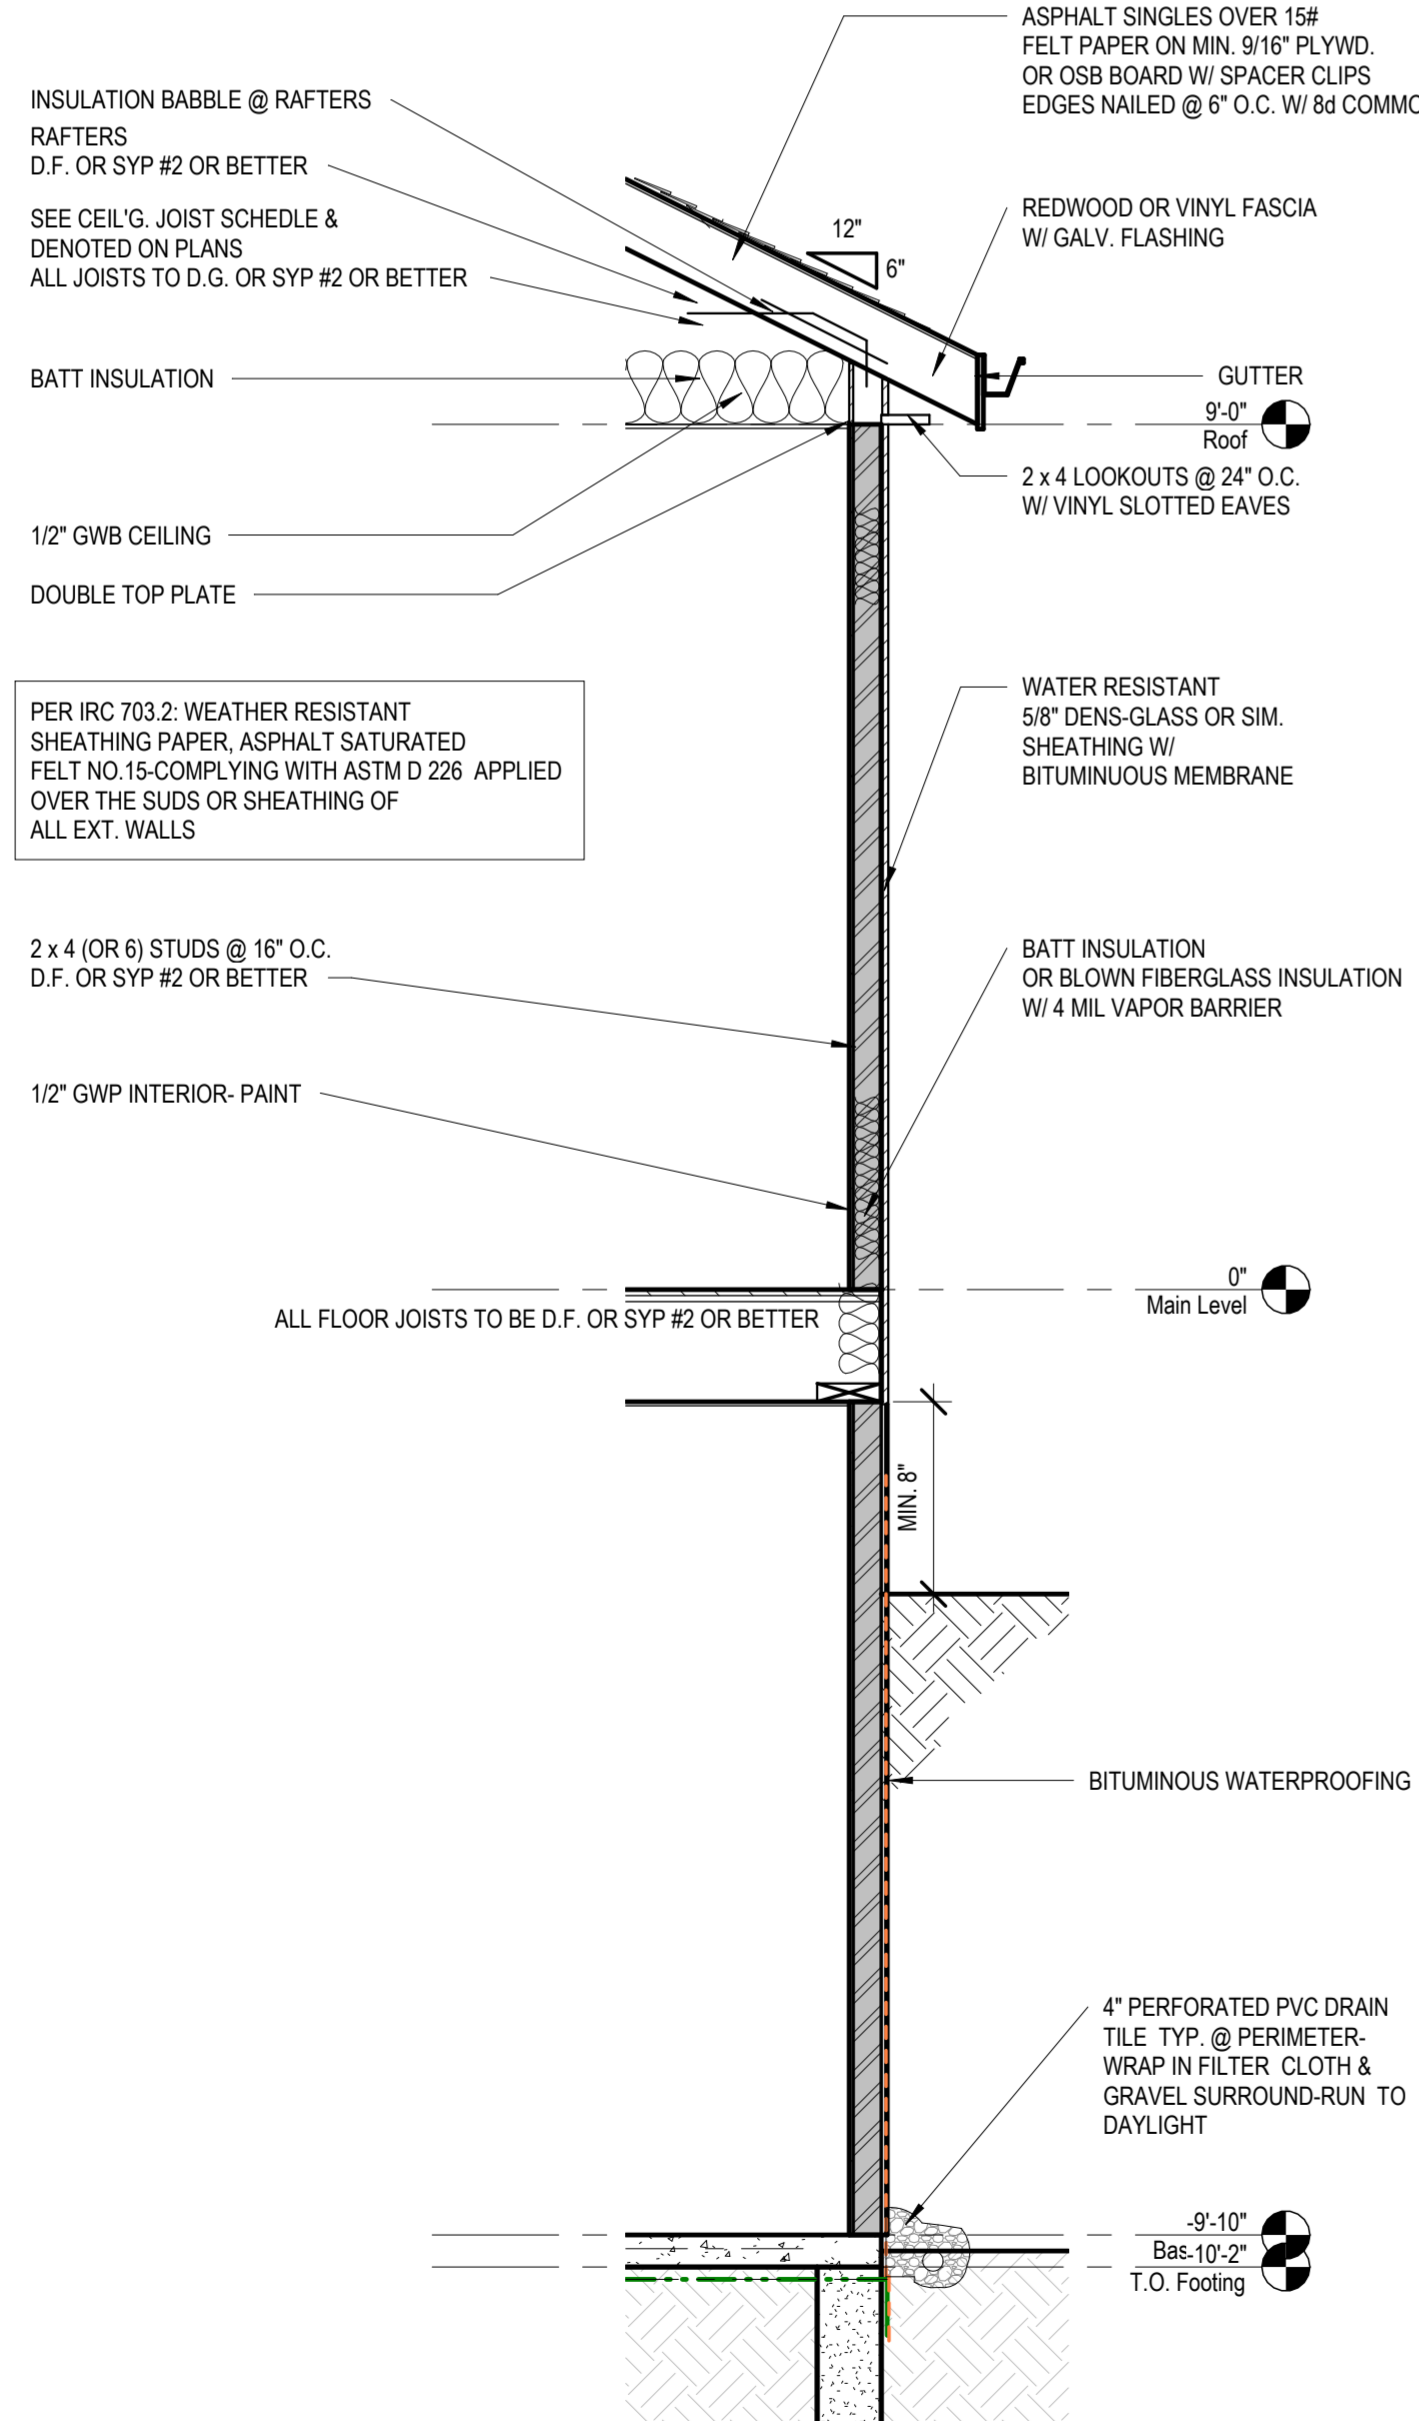 ASPHALT SINGLES OVER 15#
FELT PAPER ON MIN. 9/16" PLYWD.
OR OSB BOARD W/ SPACER CLIPS
EDGES NAILED @ 6" O.C. W/ 8d COMMO
INSULATION BABBLE @ RAFTERS
RAFTERS
D.F. OR SYP #2 OR BETTER
SEE CEIL'G. JOIST SCHEDLE &
DENOTED ON PLANS
ALL JOISTS TO D.G. OR SYP #2 OR BETTER
12"
6"
REDWOOD OR VINYL FASCIA
W/ GALV. FLASHING
BATT INSULATION
GUTTER
9'-0"
Roof
2 x 4 LOOKOUTS @ 24" O.C.
W/ VINYL SLOTTED EAVES
1/2" GWB CEILING
DOUBLE TOP PLATE
PER IRC 703.2: WEATHER RESISTANT
SHEATHING PAPER, ASPHALT SATURATED
FELT NO.15-COMPLYING WITH ASTM D 226 APPLIED
OVER THE SUDS OR SHEATHING OF
ALL EXT. WALLS
WATER RESISTANT
5/8" DENS-GLASS OR SIM.
SHEATHING W/
BITUMINUOUS MEMBRANE
2 x 4 (OR 6) STUDS @ 16" O.C.
D.F. OR SYP #2 OR BETTER
BATT INSULATION
OR BLOWN FIBERGLASS INSULATION
W/ 4 MIL VAPOR BARRIER
1/2" GWP INTERIOR- PAINT
0"
Main Level
ALL FLOOR JOISTS TO BE D.F. OR SYP #2 OR BETTER
MIN. 8"
BITUMINOUS WATERPROOFING
4" PERFORATED PVC DRAIN
TILE TYP. @ PERIMETER-
WRAP IN FILTER CLOTH &
GRAVEL SURROUND-RUN TO
DAYLIGHT
-9'-10"
Bas
-10'-2"
T.O. Footing